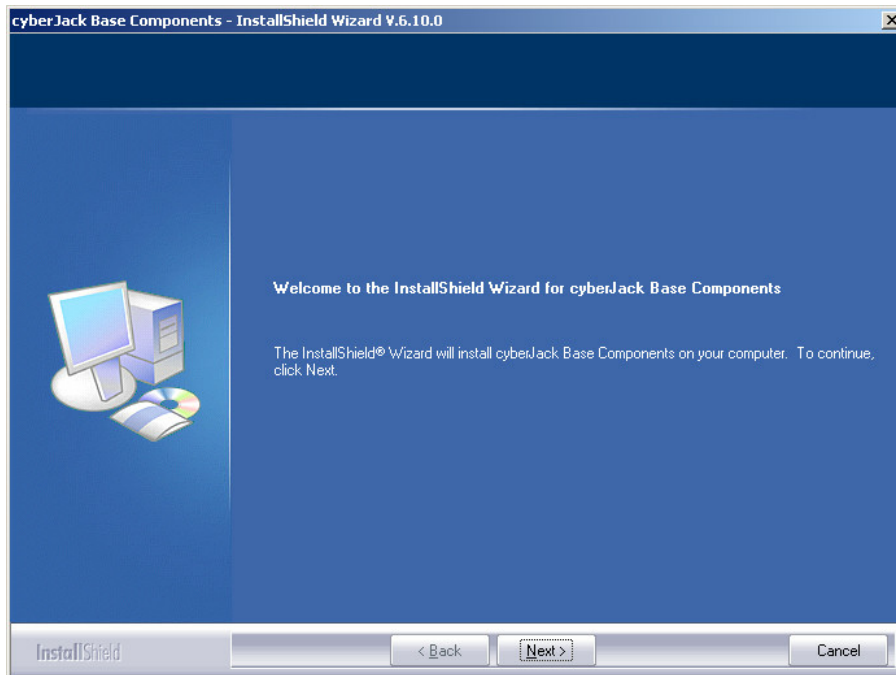 cyberJack Base Components - InstallShield Wizard V.6.10.0
Welcome to the InstallShield Wizard for cyberJack Base Components
The InstallShield® Wizard will install cyberJack Base Components on your computer. To continue,
click Next.
InstallShield
< Back
Next >
Cancel